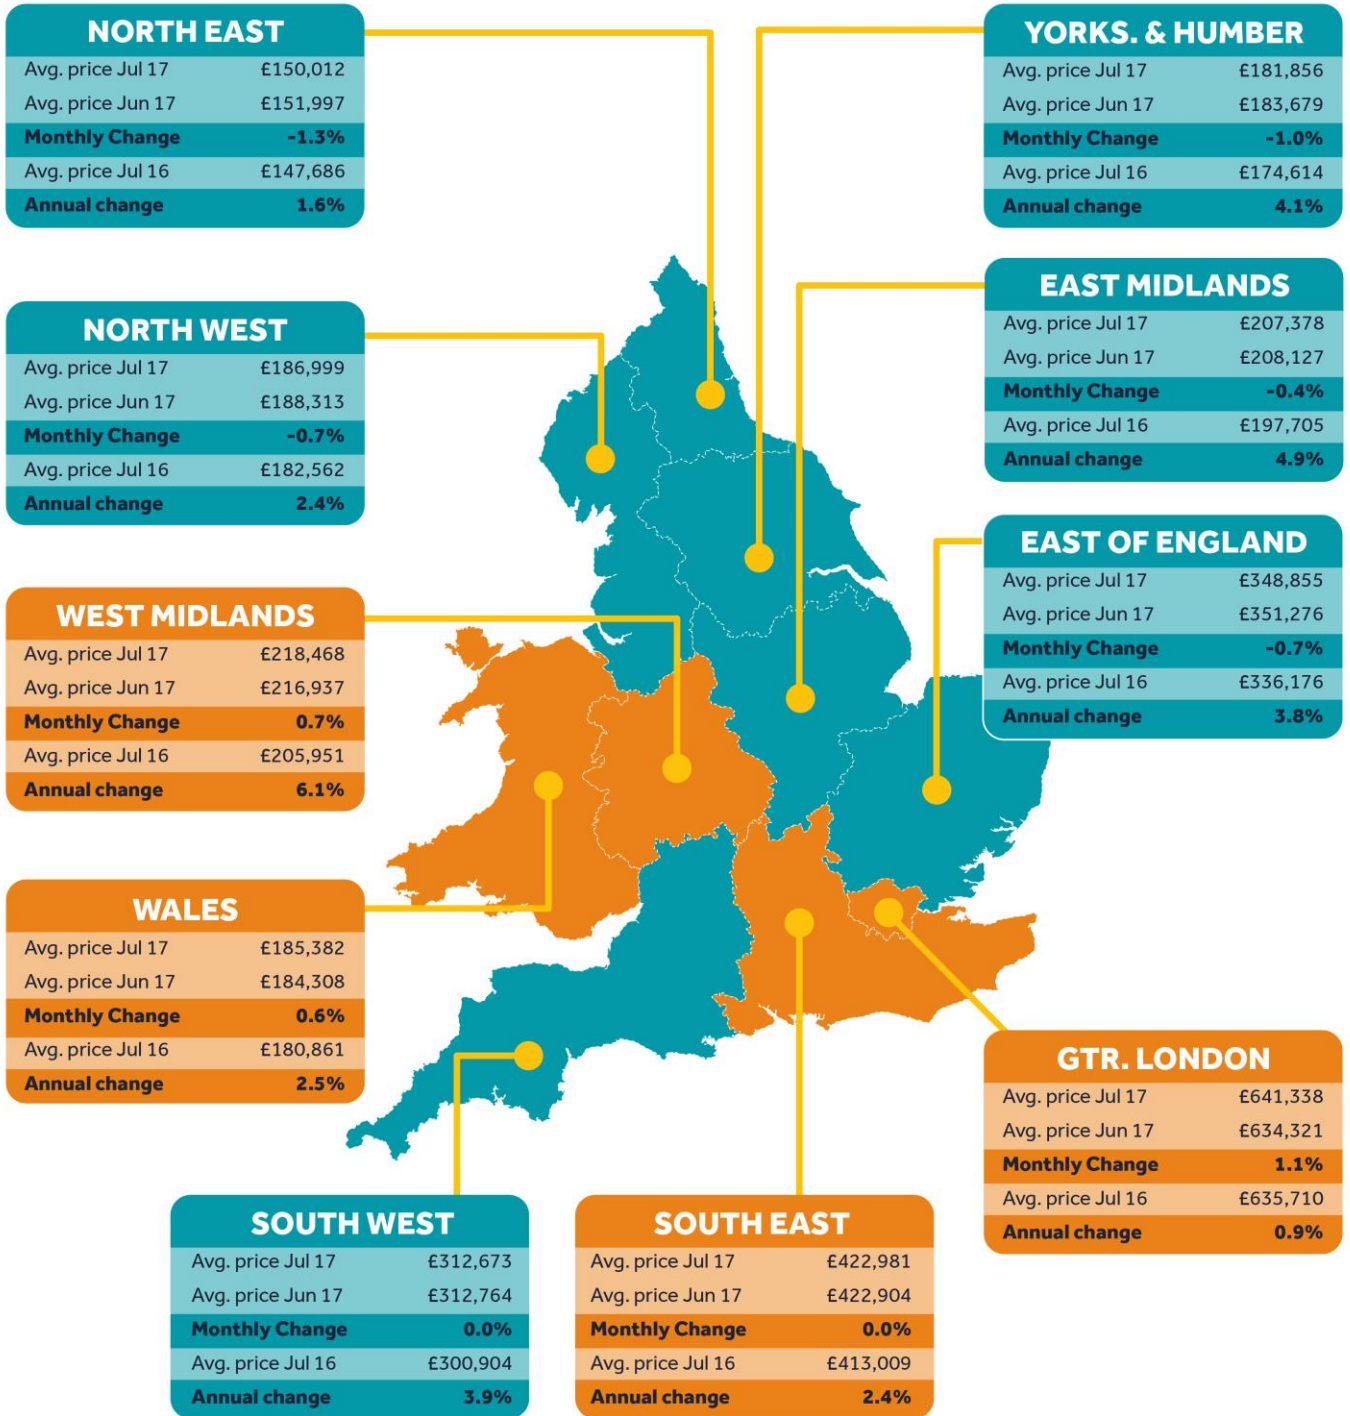 NORTH EAST
Avg. price Jul 17 £150,012
Avg. price Jun 17 £151,997
Monthly Change -1.3%
Avg. price Jul 16 £147,686
Annual change 1.6%
YORKS. & HUMBER
Avg. price Jul 17 £181,856
Avg. price Jun 17 £183,679
Monthly Change -1.0%
Avg. price Jul 16 £174,614
Annual change 4.1%
EAST MIDLANDS
Avg. price Jul 17 £207,378
Avg. price Jun 17 £208,127
Monthly Change -0.4%
Avg. price Jul 16 £197,705
Annual change 4.9%
NORTH WEST
Avg. price Jul 17 £186,999
Avg. price Jun 17 £188,313
Monthly Change -0.7%
Avg. price Jul 16 £182,562
Annual change 2.4%
EAST OF ENGLAND
Avg. price Jul 17 £348,855
Avg. price Jun 17 £351,276
Monthly Change -0.7%
Avg. price Jul 16 £336,176
Annual change 3.8%
WEST MIDLANDS
Avg. price Jul 17 £218,468
Avg. price Jun 17 £216,937
Monthly Change 0.7%
Avg. price Jul 16 £205,951
Annual change 6.1%
WALES
Avg. price Jul 17 £185,382
Avg. price Jun 17 £184,308
Monthly Change 0.6%
Avg. price Jul 16 £180,861
Annual change 2.5%
GTR. LONDON
Avg. price Jul 17 £641,338
Avg. price Jun 17 £634,321
Monthly Change 1.1%
Avg. price Jul 16 £635,710
Annual change 0.9%
SOUTH WEST
Avg. price Jul 17 £312,673
Avg. price Jun 17 £312,764
Monthly Change 0.0%
Avg. price Jul 16 £300,904
Annual change 3.9%
SOUTH EAST
Avg. price Jul 17 £422,981
Avg. price Jun 17 £422,904
Monthly Change 0.0%
Avg. price Jul 16 £413,009
Annual change 2.4%